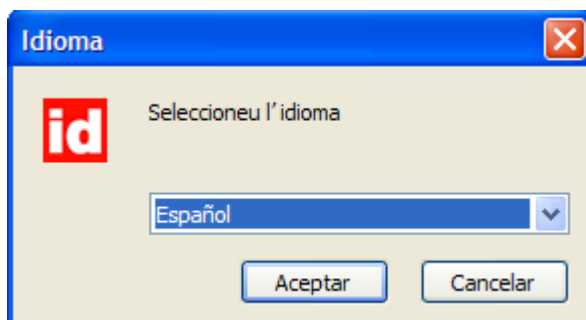 Idioma
id
Seleccioneu l´idioma
Español
Aceptar
Cancelar